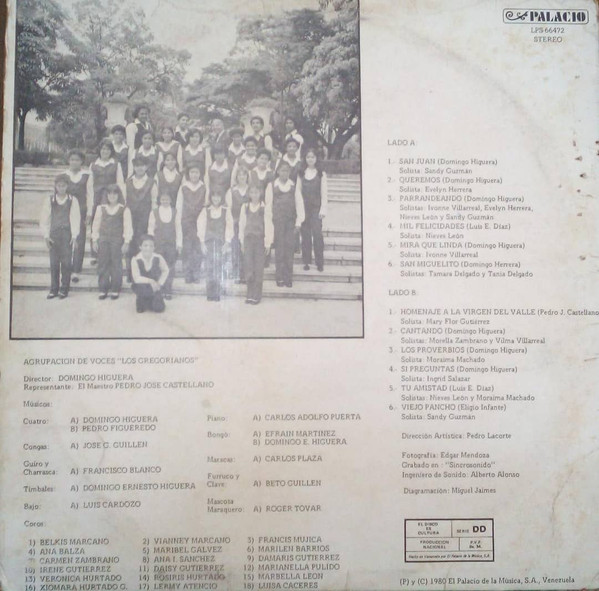 PALACIO
LPS 66472
STEREO
LADO A:
1.- SAN JUAN (Domingo Higuera)
Solista: Sandy Guzmán
2.- QUEREMOS (Domingo Higuera)
Solista: Evelyn Herrera
3.- PARRANDEANDO (Domingo Higuera)
Solistas: Ivonne Villarreal, Evelyn Herrera,
Nieves León y Sandy Guzmán
4.- MIL FELICIDADES (Luis E. Díaz)
Solista: Nieves León
5.- MIRA QUE LINDA (Domingo Higuera)
Solista: Ivonne Villarreal
6.- SAN MIGUELITO (Domingo Herrera)
Solistas: Tamara Delgado y Tania Delgado
LADO B:
1.- HOMENAJE A LA VIRGEN DEL VALLE (Pedro J. Castellano
Solista: Mary Flor Gutiérrez
2.- CANTANDO (Domingo Higuera)
Solistas: Morella Zambrano y Vilma Villarreal
3.- LOS PROVERBIOS (Domingo Higuera)
Solista: Moraima Machado
4.- SI PREGUNTAS (Domingo Higuera)
Solista: Ingrid Salazar
5.- TU AMISTAD (Luis E. Díaz)
Solistas: Nieves León y Moraima Machado
6.- VIEJO PANCHO (Eligio Infante)
Solista: Sandy Guzmán
Dirección Artística: Pedro Lacorte
Fotografía: Edgar Mendoza
Grabado en: "Sincrosonido"
Ingeniero de Sonido: Alberto Alonso
Diagramación: Miguel Jaimes
AGRUPACION DE VOCES "LOS GREGORIANOS"
Director: DOMINGO HIGUERA
Representante: El Maestro PEDRO JOSE CASTELLANO
Músicos:
Cuatro: A) DOMINGO HIGUERA
B) PEDRO FIGUEREDO
Congas: A) JOSE G. GUILLEN
Guiro y
Charrasca: A) FRANCISCO BLANCO
Timbales: A) DOMINGO ERNESTO HIGUERA
Bajo: A) LUIS CARDOZO
Piano: A) CARLOS ADOLFO PUERTA
Bongó: A) EFRAIN MARTINEZ
B) DOMINGO E. HIGUERA
Maracas: A) CARLOS PLAZA
Furruco y
Clave: A) BETO GUILLEN
Mascota
Maraquero: A) ROGER TOVAR
Coros:
1) BELKIS MARCANO 2) VIANNEY MARCANO 3) FRANCIS MUJICA
4) ANA BALZA 5) MARIBEL GALVEZ 6) MARILEN BARRIOS
7) CARMEN ZAMBRANO 8) ANA I. SANCHEZ 9) DAMARIS GUTIERREZ
10) IRENE GUTIERREZ 11) DAISY GUTIERREZ 12) MARIANELLA PULIDO
13) VERONICA HURTADO 14) ROSIRIS HURTADO 15) MARBELLA LEON
16) XIOMARA HURTADO G. 17) LERMY ATENCIO 18) LUISA CACERES
EL DISCO
ES
CULTURA
SERIE DD
PRODUCCION
NACIONAL
P.V.P.
(P) y (C) 1980 El Palacio de la Música, S.A., Venezuela